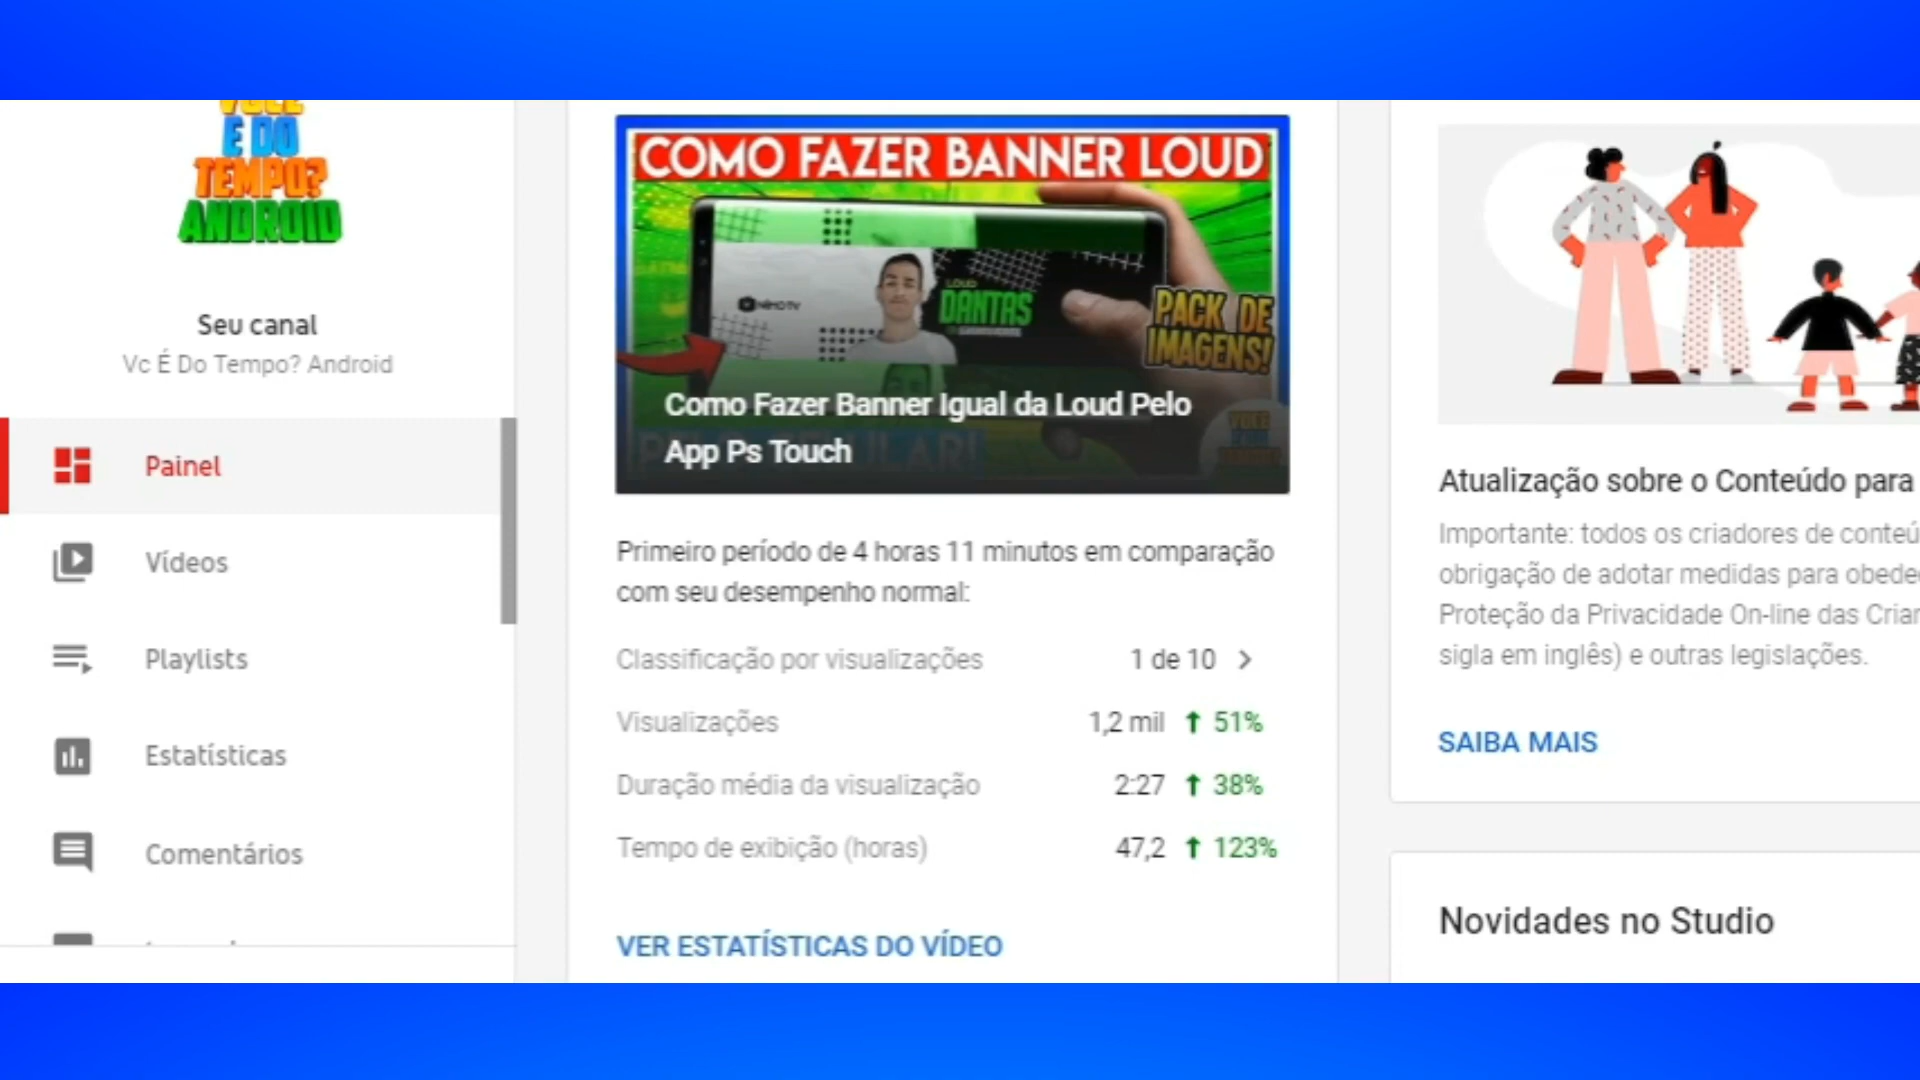 VOCÊ
E DO
TEMPO?
ANDROID
Seu canal
Vc É Do Tempo? Android
Painel
Vídeos
Playlists
Estatísticas
Comentários
COMO FAZER BANNER LOUD
NIMOTV
LOUD
DANTAS
PACK DE
IMAGENS!
Como Fazer Banner Igual da Loud Pelo
App Ps Touch
Primeiro período de 4 horas 11 minutos em comparação
com seu desempenho normal:
Classificação por visualizações 1 de 10
Visualizações 1,2 mil 51%
Duração média da visualização 2:27 38%
Tempo de exibição (horas) 47,2 123%
VER ESTATÍSTICAS DO VÍDEO
Atualização sobre o Conteúdo para
Importante: todos os criadores de conteú
obrigação de adotar medidas para obede
Proteção da Privacidade On-line das Crian
sigla em inglês) e outras legislações.
SAIBA MAIS
Novidades no Studio